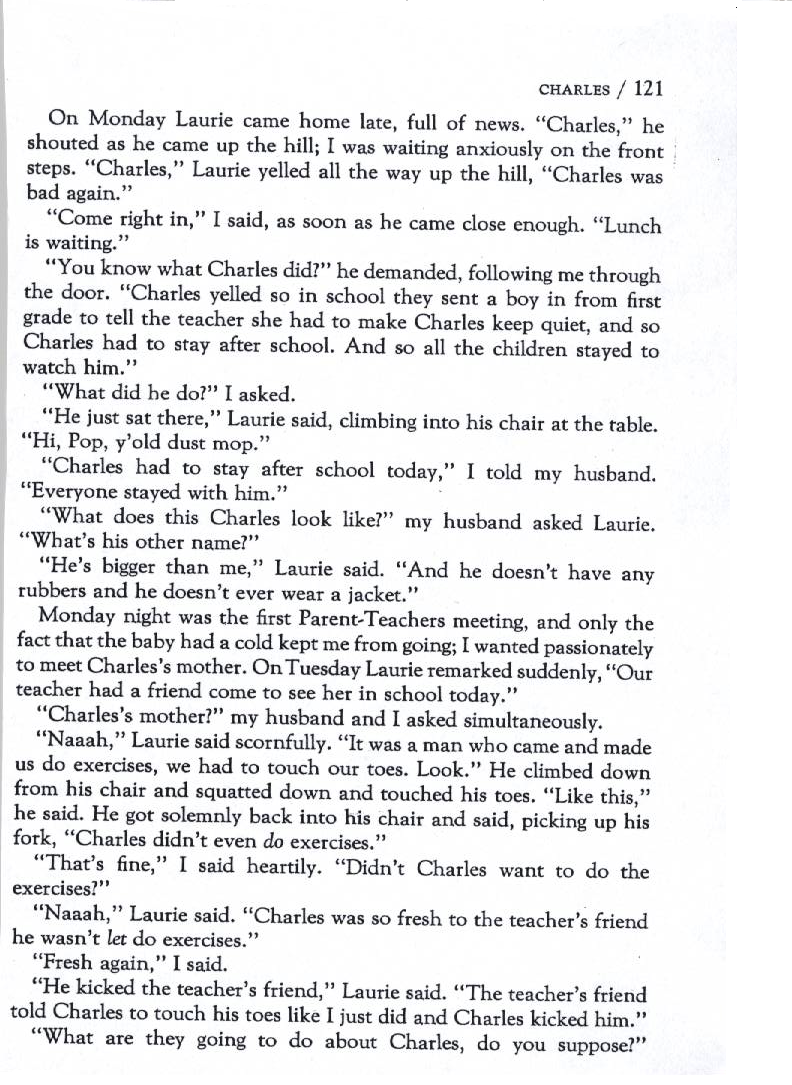 CHARLES / 121
On Monday Laurie came home late, full of news. “Charles,” he
shouted as he came up the hill; I was waiting anxiously on the front
steps. “Charles,” Laurie yelled all the way up the hill, “Charles was
bad again.”
“Come right in,” I said, as soon as he came close enough. “Lunch
is waiting.”
“You know what Charles did?” he demanded, following me through
the door. “Charles yelled so in school they sent a boy in from first
grade to tell the teacher she had to make Charles keep quiet, and so
Charles had to stay after school. And so all the children stayed to
watch him.”
“What did he do?” I asked.
“He just sat there,” Laurie said, climbing into his chair at the table.
“Hi, Pop, y’old dust mop.”
“Charles had to stay after school today,” I told my husband.
“Everyone stayed with him.”
“What does this Charles look like?” my husband asked Laurie.
“What’s his other name?”
“He’s bigger than me,” Laurie said. “And he doesn’t have any
rubbers and he doesn’t ever wear a jacket.”
Monday night was the first Parent-Teachers meeting, and only the
fact that the baby had a cold kept me from going; I wanted passionately
to meet Charles’s mother. On Tuesday Laurie remarked suddenly, “Our
teacher had a friend come to see her in school today.”
“Charles’s mother?” my husband and I asked simultaneously.
“Naaah,” Laurie said scornfully. “It was a man who came and made
us do exercises, we had to touch our toes. Look.” He climbed down
from his chair and squatted down and touched his toes. “Like this,”
he said. He got solemnly back into his chair and said, picking up his
fork, “Charles didn’t even do exercises.”
“That’s fine,” I said heartily. “Didn’t Charles want to do the
exercises?”
“Naaah,” Laurie said. “Charles was so fresh to the teacher’s friend
he wasn’t let do exercises.”
“Fresh again,” I said.
“He kicked the teacher’s friend,” Laurie said. “The teacher’s friend
told Charles to touch his toes like I just did and Charles kicked him.”
“What are they going to do about Charles, do you suppose?”